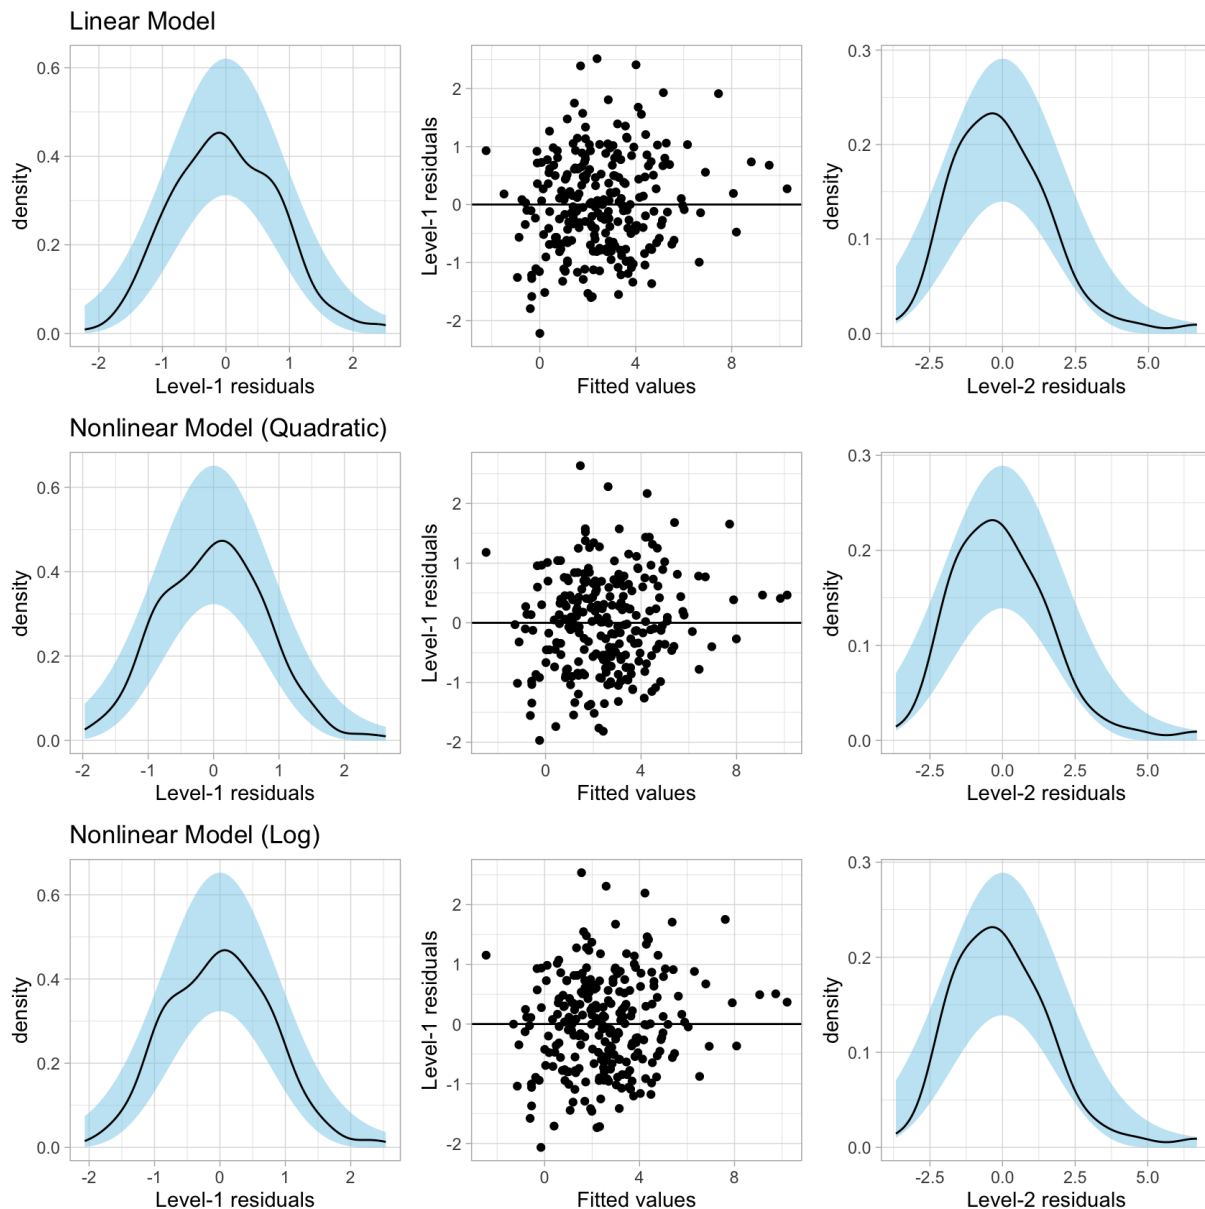 Linear Model
0.6
0.4
0.2
0.0
density
-2 -1 0 1 2
Level-1 residuals
2
1
0
-1
-2
Level-1 residuals
0 4 8
Fitted values
0.3
0.2
0.1
0.0
density
-2.5 0.0 2.5 5.0
Level-2 residuals
Nonlinear Model (Quadratic)
0.6
0.4
0.2
0.0
density
-2 -1 0 1 2
Level-1 residuals
2
1
0
-1
-2
Level-1 residuals
0 4 8
Fitted values
0.3
0.2
0.1
0.0
density
-2.5 0.0 2.5 5.0
Level-2 residuals
Nonlinear Model (Log)
0.6
0.4
0.2
0.0
density
-2 -1 0 1 2
Level-1 residuals
2
1
0
-1
-2
Level-1 residuals
0 4 8
Fitted values
0.3
0.2
0.1
0.0
density
-2.5 0.0 2.5 5.0
Level-2 residuals